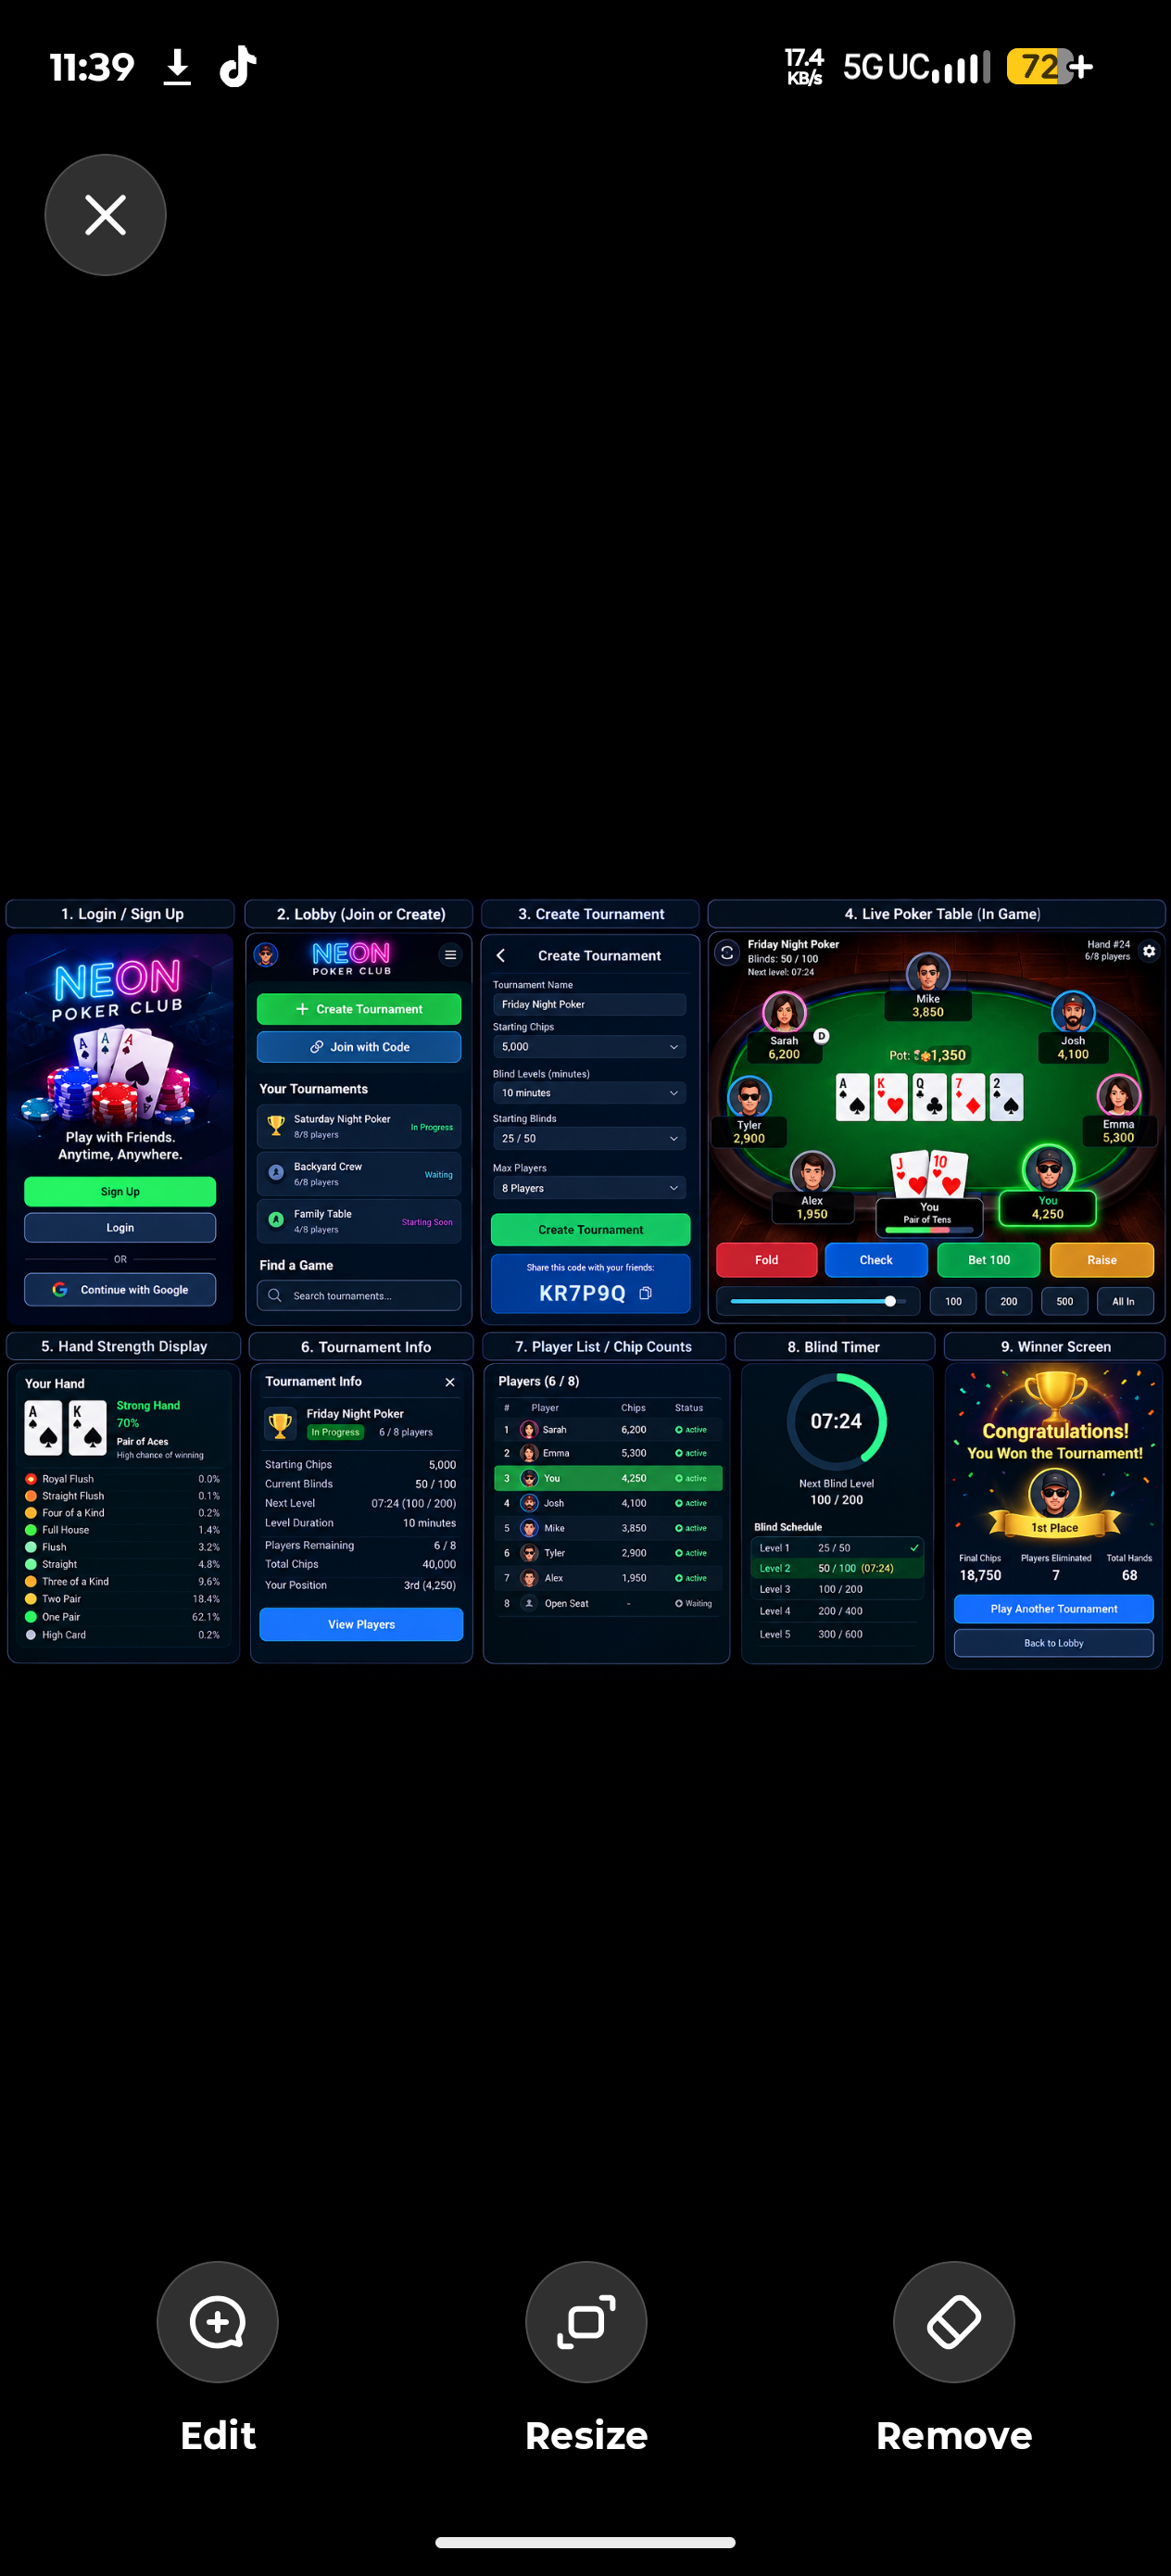 11:39
17.4
KB/s
5G UC
72
1. Login / Sign Up
NEON
POKER CLUB
A A A
Play with Friends.
Anytime, Anywhere.
Sign Up
Login
OR
Continue with Google
2. Lobby (Join or Create)
NEON
POKER CLUB
Create Tournament
Join with Code
Your Tournaments
Saturday Night Poker
8/8 players
In Progress
Backyard Crew
6/8 players
Waiting
Family Table
4/8 players
Starting Soon
Find a Game
Search tournaments...
3. Create Tournament
Create Tournament
Tournament Name
Friday Night Poker
Starting Chips
5,000
Blind Levels (minutes)
10 minutes
Starting Blinds
25 / 50
Max Players
8 Players
Create Tournament
Share this code with your friends:
KR7P9Q
4. Live Poker Table (In Game)
Friday Night Poker
Blinds: 50 / 100
Next level: 07:24
Hand #24
6/8 players
Mike
3,850
Sarah
6,200
D
Josh
4,100
Pot: 1,350
A K Q 7 2
Tyler
2,900
Emma
5,300
Alex
1,950
J 10
You
Pair of Tens
You
4,250
Fold
Check
Bet 100
Raise
100
200
500
All In
5. Hand Strength Display
Your Hand
A K
Strong Hand
70%
Pair of Aces
High chance of winning
Royal Flush 0.0%
Straight Flush 0.1%
Four of a Kind 0.2%
Full House 1.4%
Flush 3.2%
Straight 4.8%
Three of a Kind 9.6%
Two Pair 18.4%
One Pair 62.1%
High Card 0.2%
6. Tournament Info
Tournament Info
Friday Night Poker
In Progress 6 / 8 players
Starting Chips 5,000
Current Blinds 50 / 100
Next Level 07:24 (100 / 200)
Level Duration 10 minutes
Players Remaining 6 / 8
Total Chips 40,000
Your Position 3rd (4,250)
View Players
7. Player List / Chip Counts
Players (6 / 8)
# Player Chips Status
1 Sarah 6,200 Active
2 Emma 5,300 Active
3 You 4,250 Active
4 Josh 4,100 Active
5 Mike 3,850 Active
6 Tyler 2,900 Active
7 Alex 1,950 Active
8 Open Seat - Waiting
8. Blind Timer
07:24
Next Blind Level
100 / 200
Blind Schedule
Level 1 25 / 50
Level 2 50 / 100 (07:24)
Level 3 100 / 200
Level 4 200 / 400
Level 5 300 / 600
9. Winner Screen
Congratulations!
You Won the Tournament!
1st Place
Final Chips Players Eliminated Total Hands
18,750 7 68
Play Another Tournament
Back to Lobby
Edit
Resize
Remove